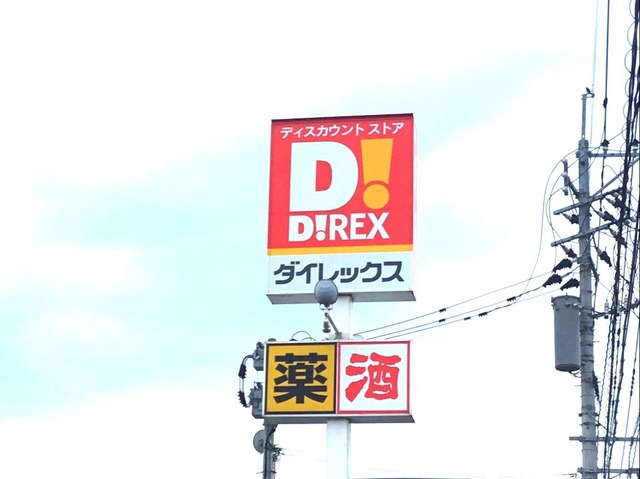 ディスカウント ストア
D!
D!REX
ダイレックス
薬 酒